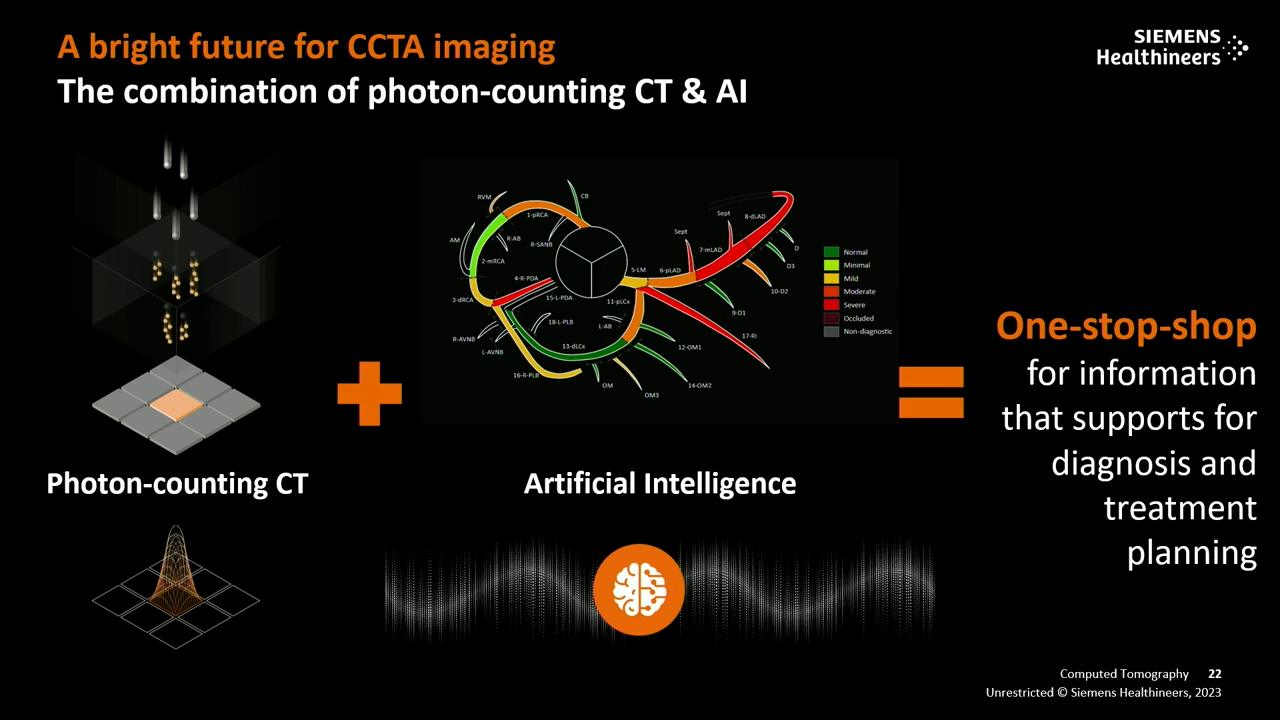 A bright future for CCTA imaging
The combination of photon-counting CT & AI
SIEMENS
Healthineers
RVM
CB
1-pRCA
AM
R-AB
R-SANB
2-mRCA
3-dRCA
4-R-PDA
15-L-PDA
18-L-PLB
R-AVNB
L-AVNB
16-R-PLB
13-dLCx
L-AB
11-pLCx
5-LM
6-pLAD
Sept
7-mLAD
Sept
8-dLAD
D
D3
10-D2
9-D1
17-RI
12-OM1
14-OM2
OM
OM3
Normal
Minimal
Mild
Moderate
Severe
Occluded
Non-diagnostic
Photon-counting CT
Artificial Intelligence
One-stop-shop
for information
that supports for
diagnosis and
treatment
planning
Computed Tomography 22
Unrestricted © Siemens Healthineers, 2023